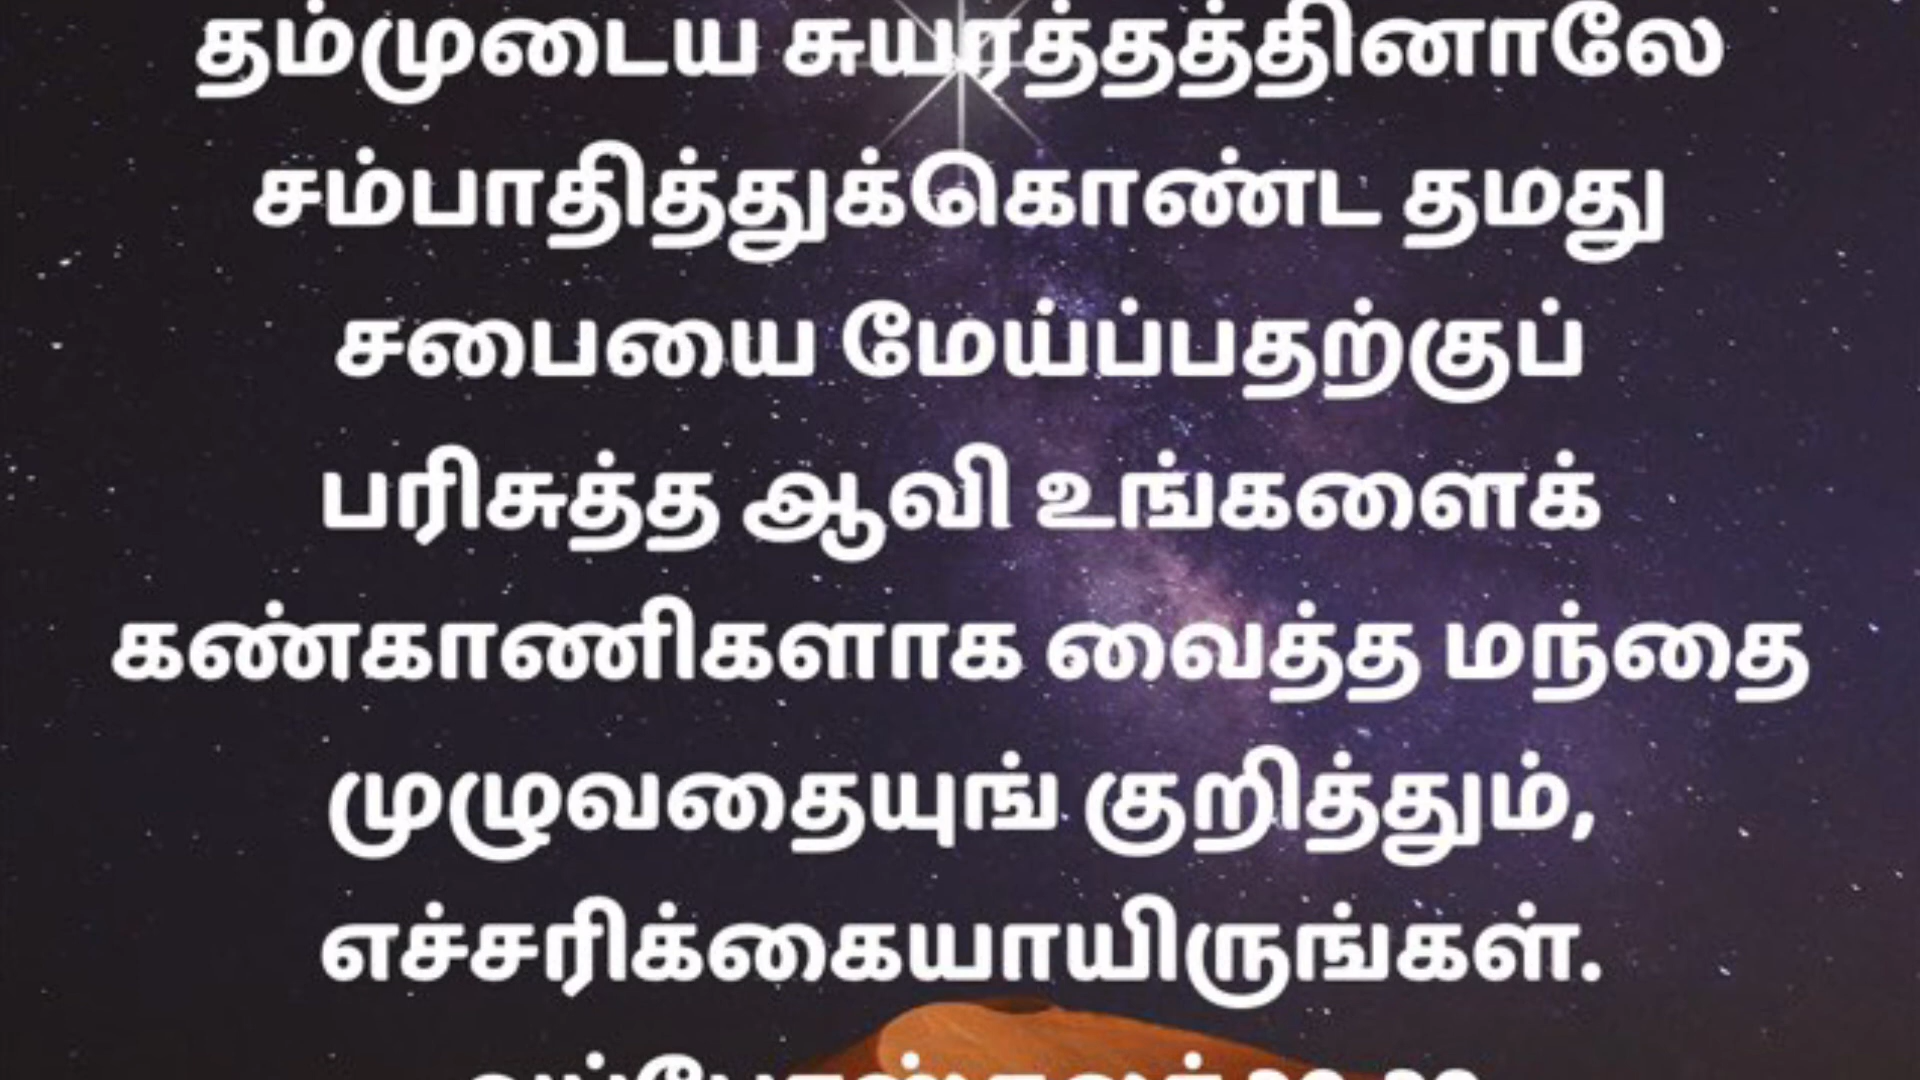 தம்முடைய சுயரத்தத்தினாலே
சம்பாதித்துக்கொண்ட தமது
சபையை மேய்ப்பதற்குப்
பரிசுத்த ஆவி உங்களைக்
கண்காணிகளாக வைத்த மந்தை
முழுவதையுங் குறித்தும்,
எச்சரிக்கையாயிருங்கள்.